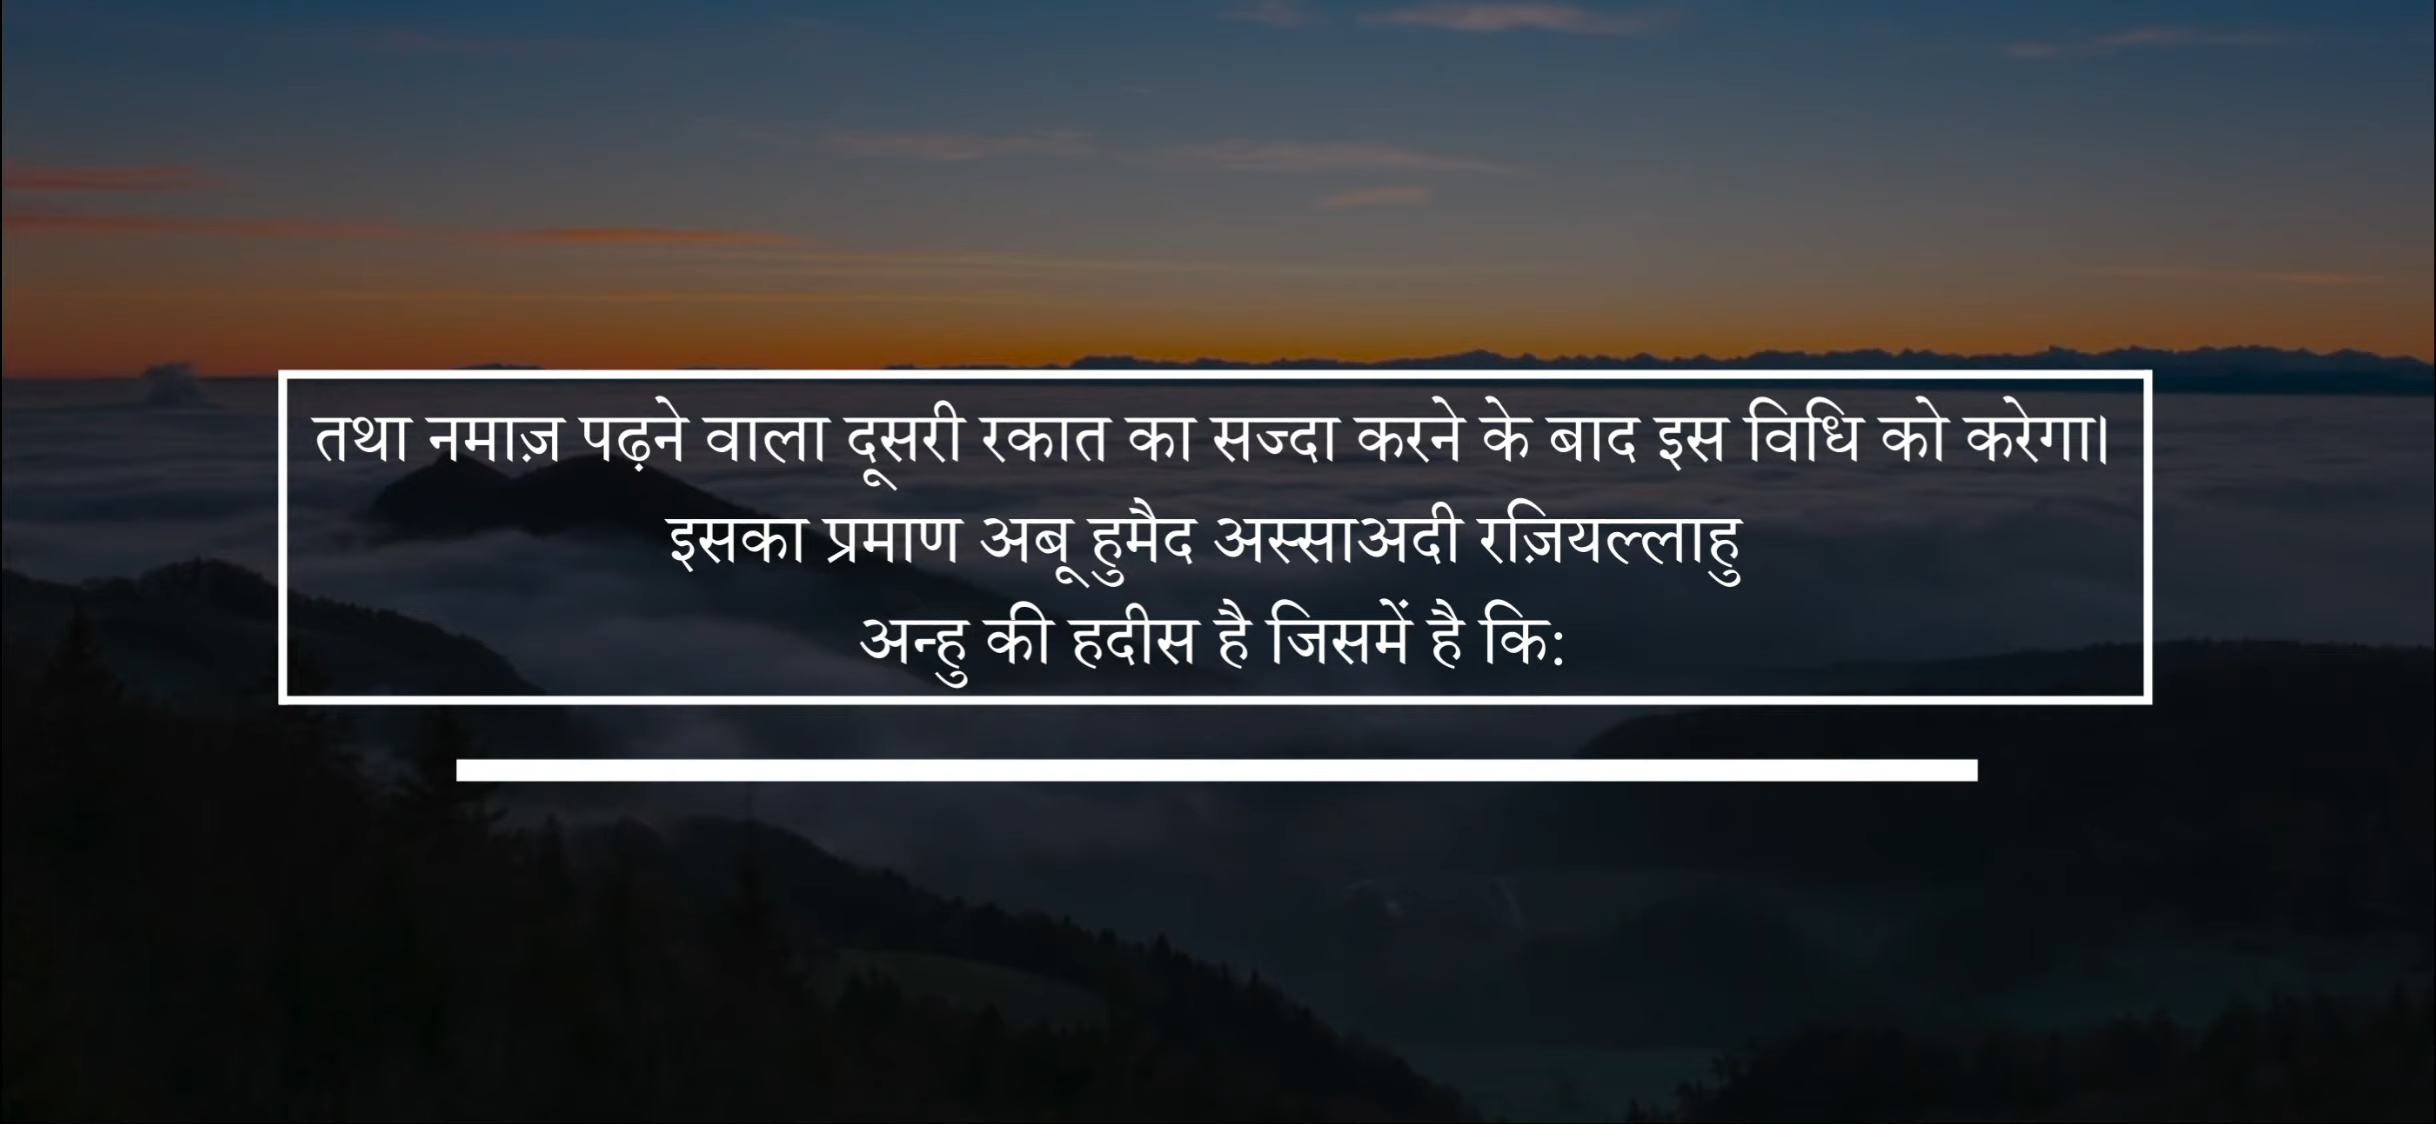 तथा नमाज़ पढ़ने वाला दूसरी रकात का सज्दा करने के बाद इस विधि को करेगा।
इसका प्रमाण अबू हुमैद अस्साअदी रज़ियल्लाहु
अन्हु की हदीस है जिसमें है कि: